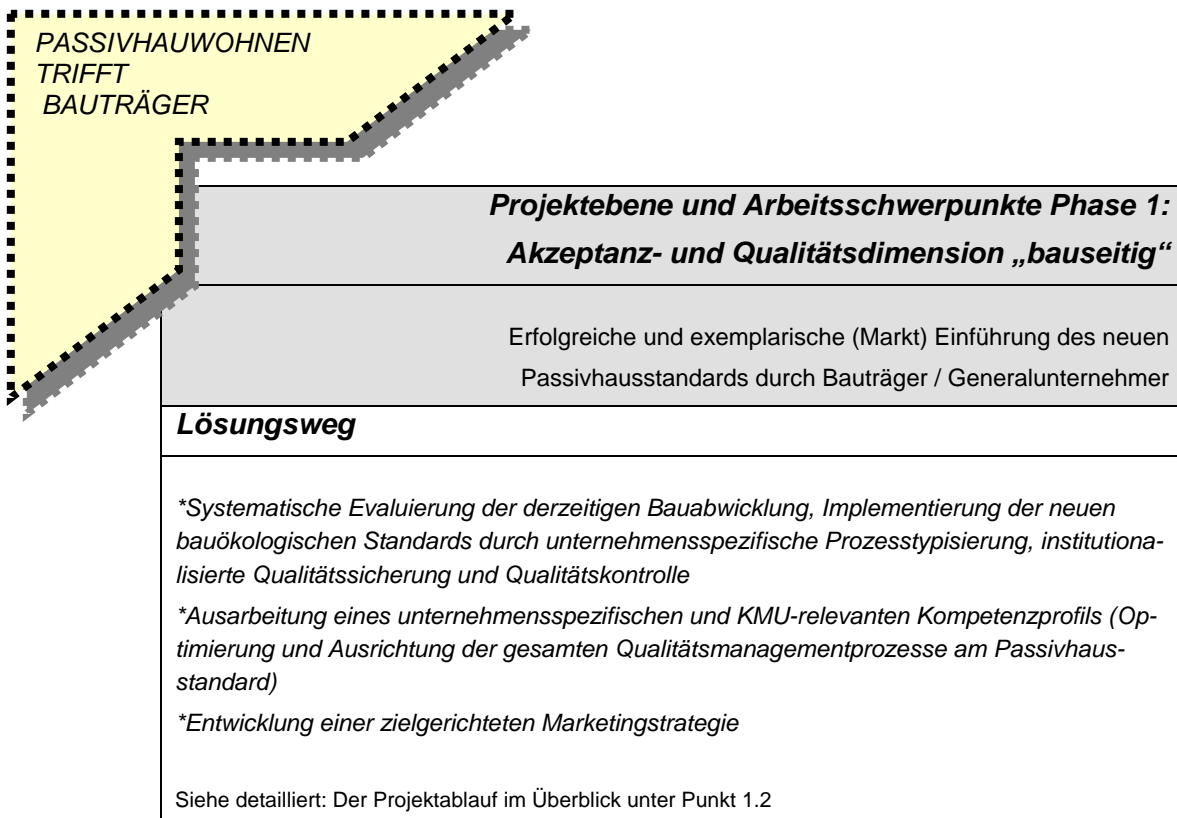 PASSIVHAUWOHNEN
TRIFFT
BAUTRÄGER
Projektebene und Arbeitsschwerpunkte Phase 1:
Akzeptanz- und Qualitätsdimension „bauseitig“
Erfolgreiche und exemplarische (Markt) Einführung des neuen
Passivhausstandards durch Bauträger / Generalunternehmer
Lösungsweg
*Systematische Evaluierung der derzeitigen Bauabwicklung, Implementierung der neuen
bauökologischen Standards durch unternehmensspezifische Prozesstypisierung, institutiona-
lisierte Qualitätssicherung und Qualitätskontrolle
*Ausarbeitung eines unternehmensspezifischen und KMU-relevanten Kompetenzprofils (Op-
timierung und Ausrichtung der gesamten Qualitätsmanagementprozesse am Passivhaus-
standard)
*Entwicklung einer zielgerichteten Marketingstrategie
Siehe detailliert: Der Projektablauf im Überblick unter Punkt 1.2